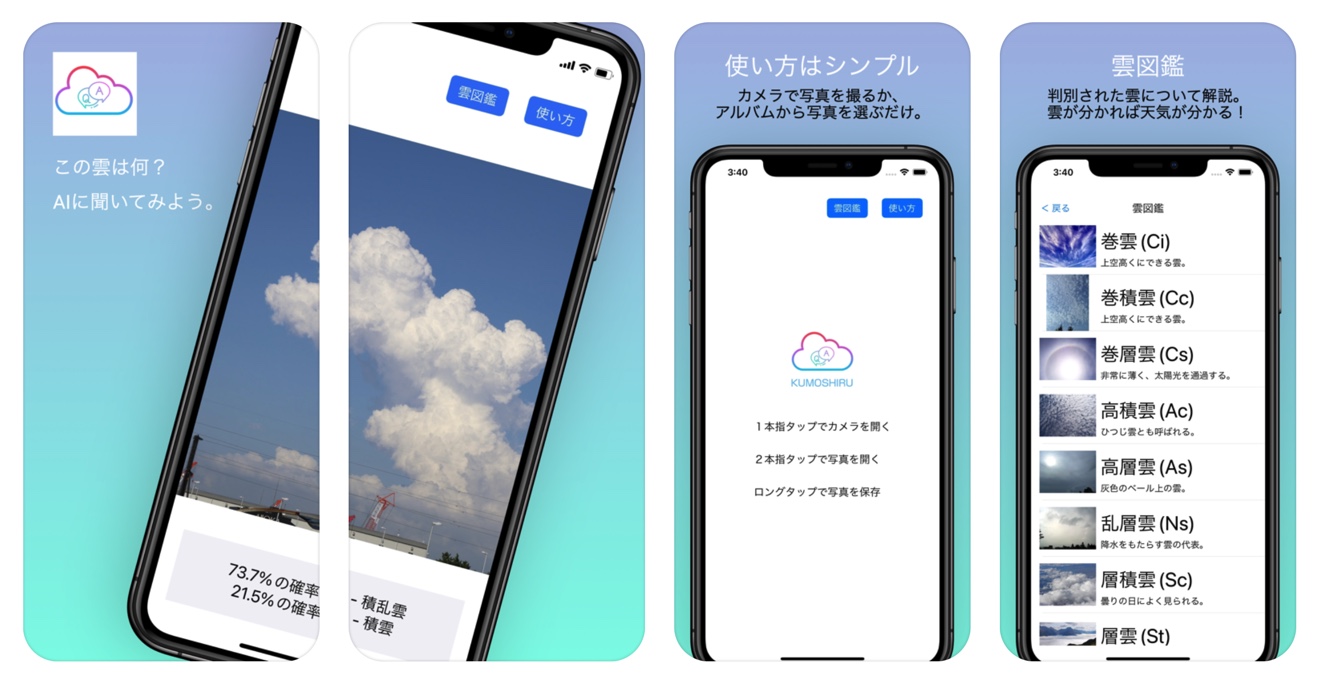 Q A
この雲は何？
AIに聞いてみよう。
雲図鑑
使い方
73.7%の確率 - 積乱雲
21.5%の確率 - 積雲
使い方はシンプル
カメラで写真を撮るか、
アルバムから写真を選ぶだけ。
3:40
雲図鑑
使い方
Q A
KUMOSHIRU
１本指タップでカメラを開く
２本指タップで写真を開く
ロングタップで写真を保存
雲図鑑
判別された雲について解説。
雲が分かれば天気が分かる！
3:40
< 戻る
雲図鑑
巻雲 (Ci)
上空高くにできる雲。
巻積雲 (Cc)
上空高くにできる雲。
巻層雲 (Cs)
非常に薄く、太陽光を通過する。
高積雲 (Ac)
ひつじ雲とも呼ばれる。
高層雲 (As)
灰色のベール上の雲。
乱層雲 (Ns)
降水をもたらす雲の代表。
層積雲 (Sc)
曇りの日によく見られる。
層雲 (St)